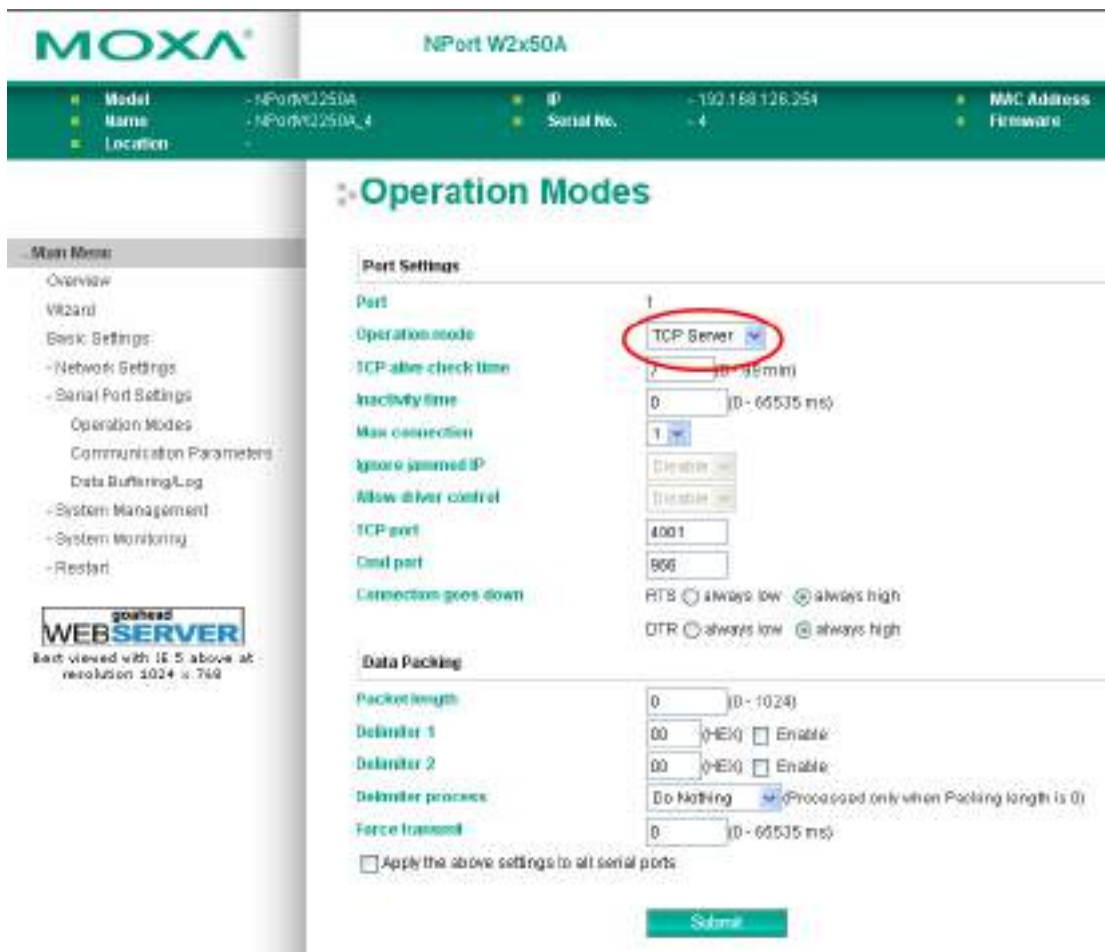 MOXA
NPort W2x50A
Model - NPortW2250A IP - 192.168.126.254 MAC Address
Name - NPortW2250A_4 Serial No. - 4 Firmware
Location -
Operation Modes
- Main Menu
Overview
Wizard
Basic Settings
- Network Settings
- Serial Port Settings
Operation Modes
Communication Parameters
Data Buffering/Log
- System Management
- System Monitoring
- Restart
goahead
WEBSERVER
Best viewed with IE 5 above at
resolution 1024 x 768
Port Settings
Port 1
Operation mode TCP Server
TCP alive check time 7 (0 - 99 min)
Inactivity time 0 (0 - 65535 ms)
Max connection 1
Ignore jammed IP Disable
Allow driver control Disable
TCP port 4001
Cmd port 966
Connection goes down RTS always low always high
DTR always low always high
Data Packing
Packet length 0 (0 - 1024)
Delimiter 1 00 (HEX) Enable
Delimiter 2 00 (HEX) Enable
Delimiter process Do Nothing (Processed only when Packing length is 0)
Force transmit 0 (0 - 65535 ms)
Apply the above settings to all serial ports
Submit